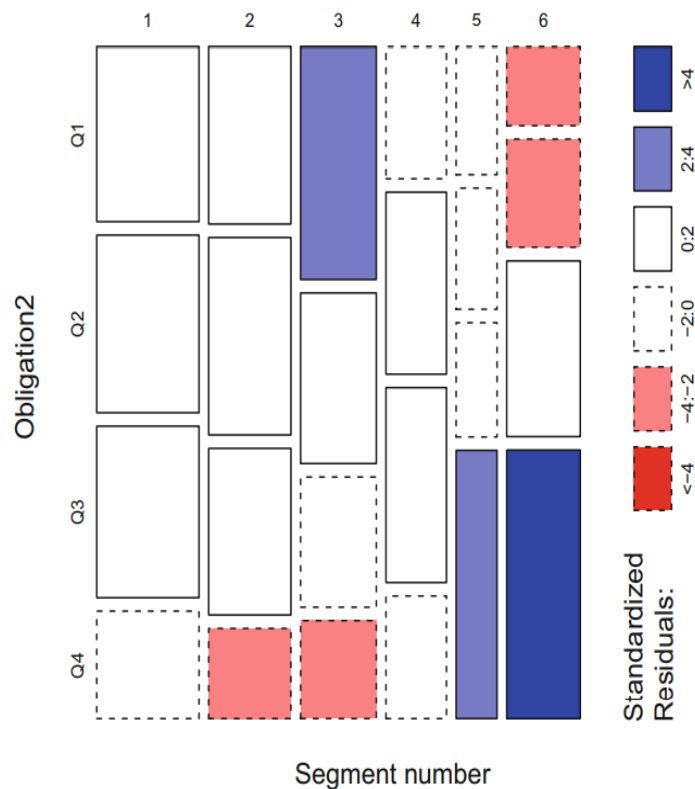 1 2 3 4 5 6
Q1
Q2
Q3
Q4
Obligation2
Segment number
Standardized
Residuals:
<−4
−4:−2
−2:0
0:2
2:4
>4